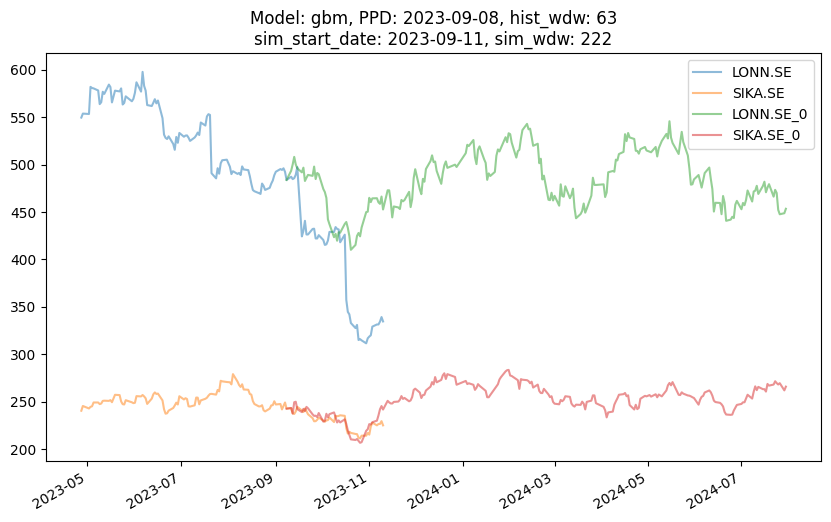 Model: gbm, PPD: 2023-09-08, hist_wdw: 63
sim_start_date: 2023-09-11, sim_wdw: 222
LONN.SE
SIKA.SE
LONN.SE_0
SIKA.SE_0
600
550
500
450
400
350
300
250
200
2023-05
2023-07
2023-09
2023-11
2024-01
2024-03
2024-05
2024-07